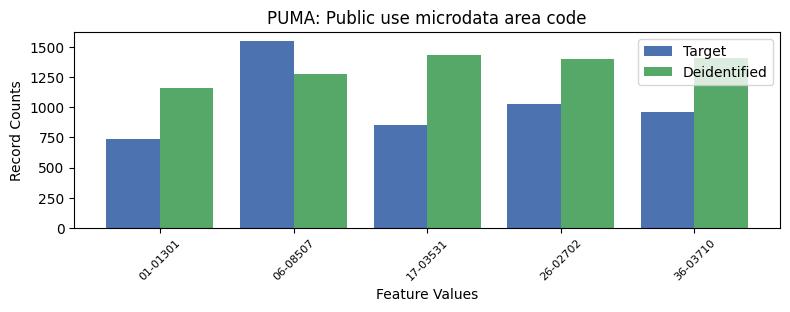 PUMA: Public use microdata area code
Record Counts
1500
1250
1000
750
500
250
0
Target
Deidentified
01-01301
06-08507
17-03531
26-02702
36-03710
Feature Values